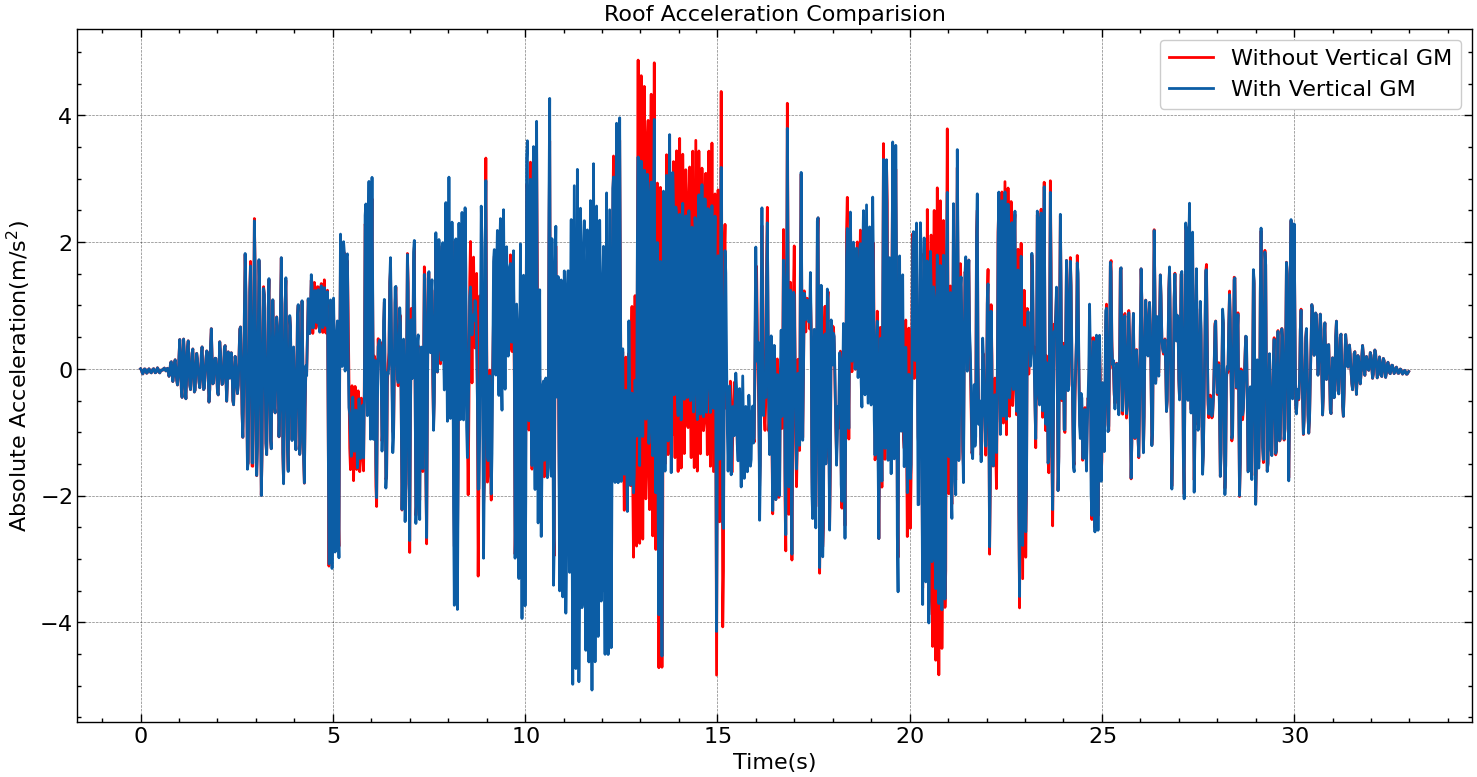 Roof Acceleration Comparision
Without Vertical GM
With Vertical GM
Absolute Acceleration(m/s²)
4
2
0
−2
−4
0 5 10 15 20 25 30
Time(s)